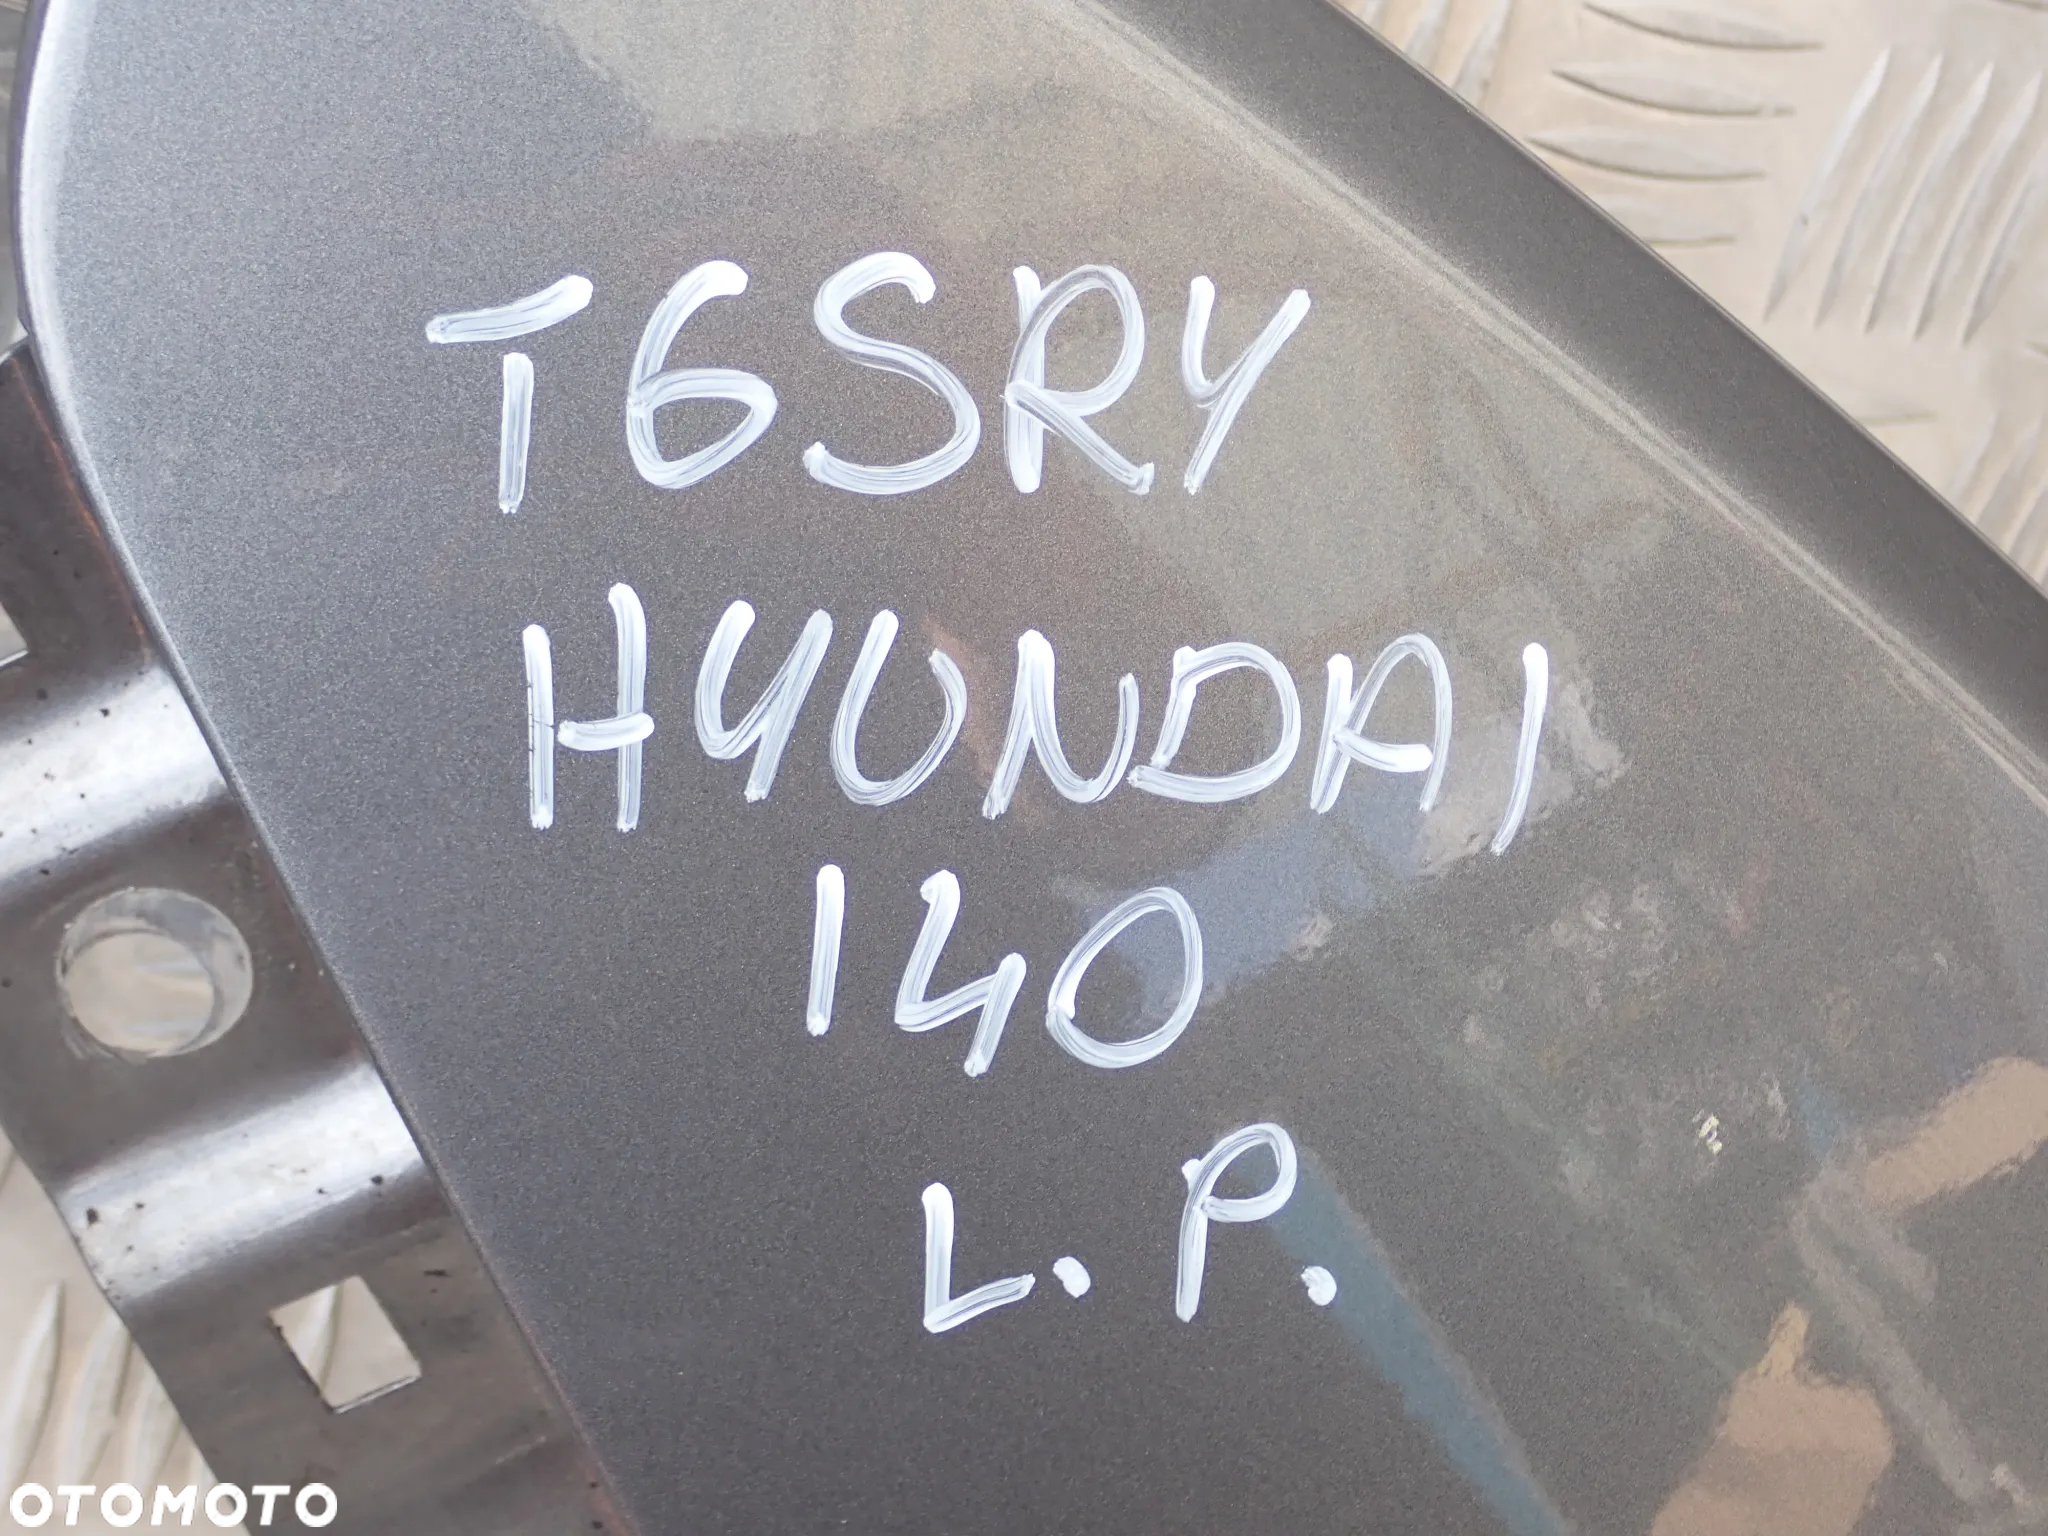 T6SRY
HYUNDAI
I40
L.P.
OTOMOTO